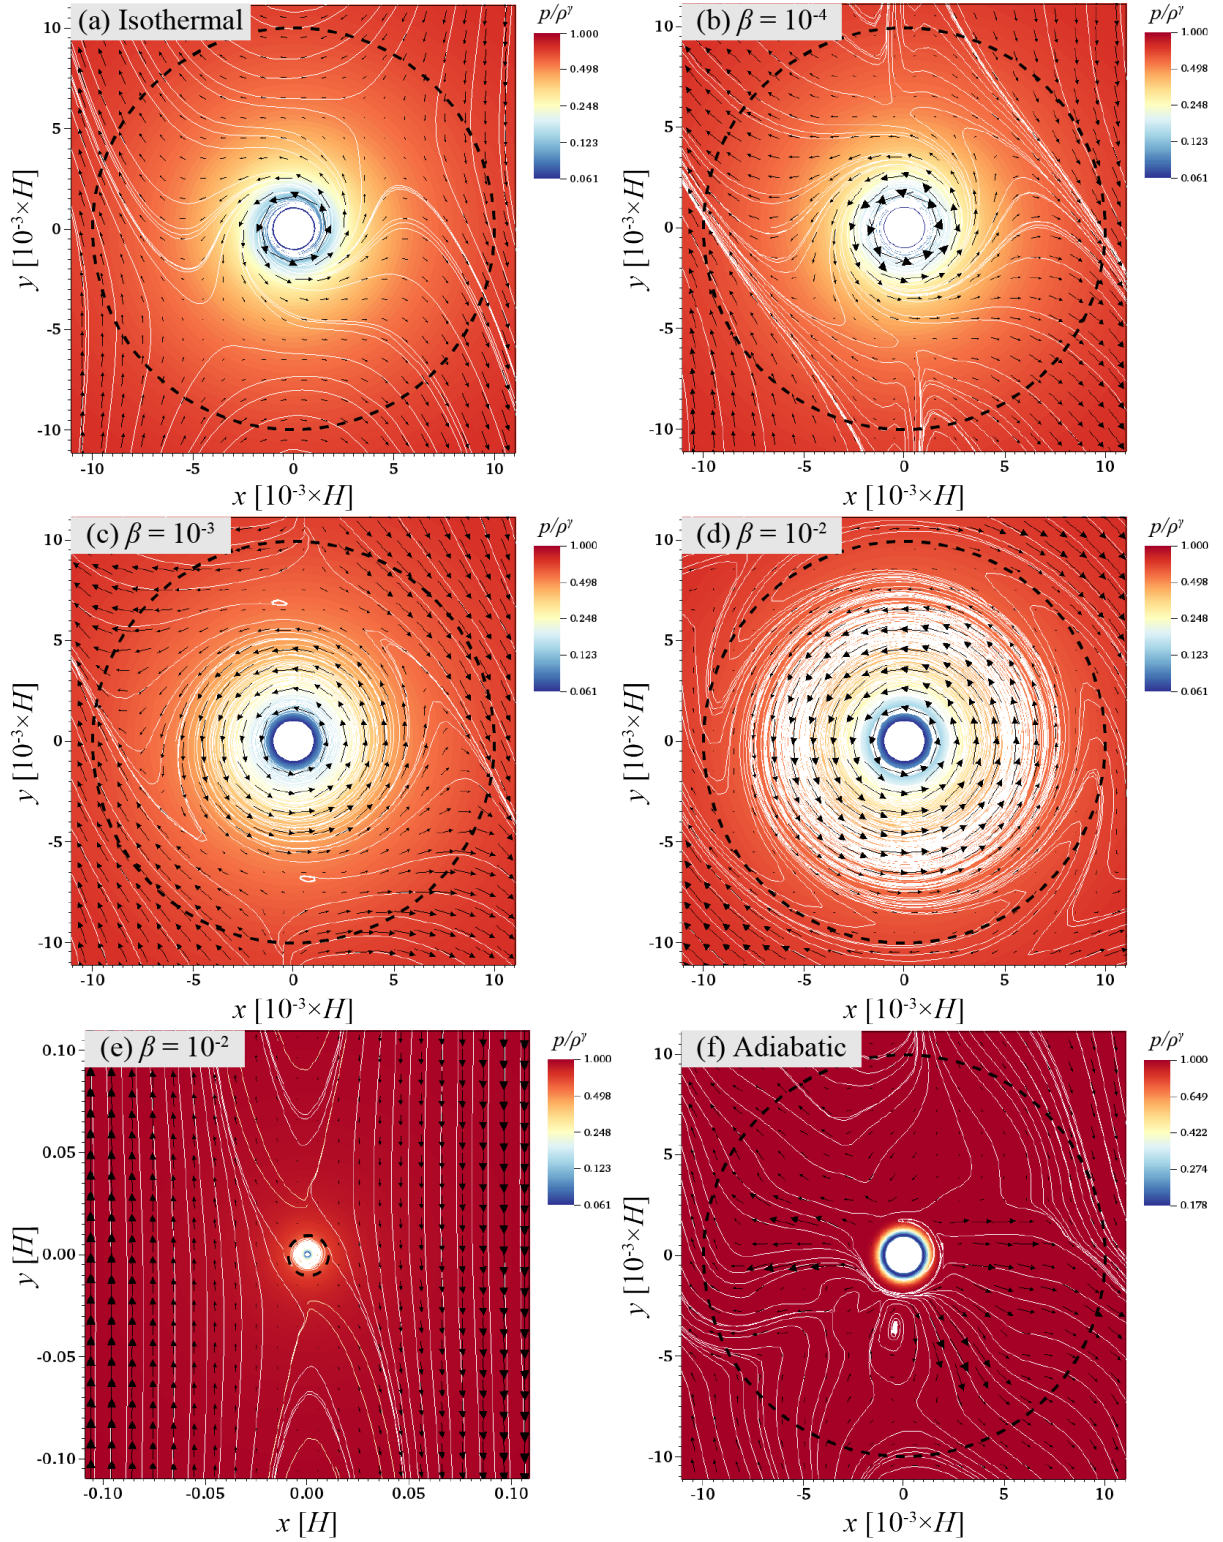 (a) Isothermal
p/ρ^γ
1.000
0.498
0.248
0.123
0.061
10
5
0
-5
-10
y [10⁻³×H]
-10 -5 0 5 10
x [10⁻³×H]
(b) β = 10⁻⁴
p/ρ^γ
1.000
0.498
0.248
0.123
0.061
10
5
0
-5
-10
y [10⁻³×H]
-10 -5 0 5 10
x [10⁻³×H]
(c) β = 10⁻³
p/ρ^γ
1.000
0.498
0.248
0.123
0.061
10
5
0
-5
-10
y [10⁻³×H]
-10 -5 0 5 10
x [10⁻³×H]
(d) β = 10⁻²
p/ρ^γ
1.000
0.498
0.248
0.123
0.061
10
5
0
-5
-10
y [10⁻³×H]
-10 -5 0 5 10
x [10⁻³×H]
(e) β = 10⁻²
p/ρ^γ
1.000
0.498
0.248
0.123
0.061
0.10
0.05
0.00
-0.05
-0.10
y [H]
-0.10 -0.05 0.00 0.05 0.10
x [H]
(f) Adiabatic
p/ρ^γ
1.000
0.649
0.422
0.274
0.178
10
5
0
-5
-10
y [10⁻³×H]
-10 -5 0 5 10
x [10⁻³×H]